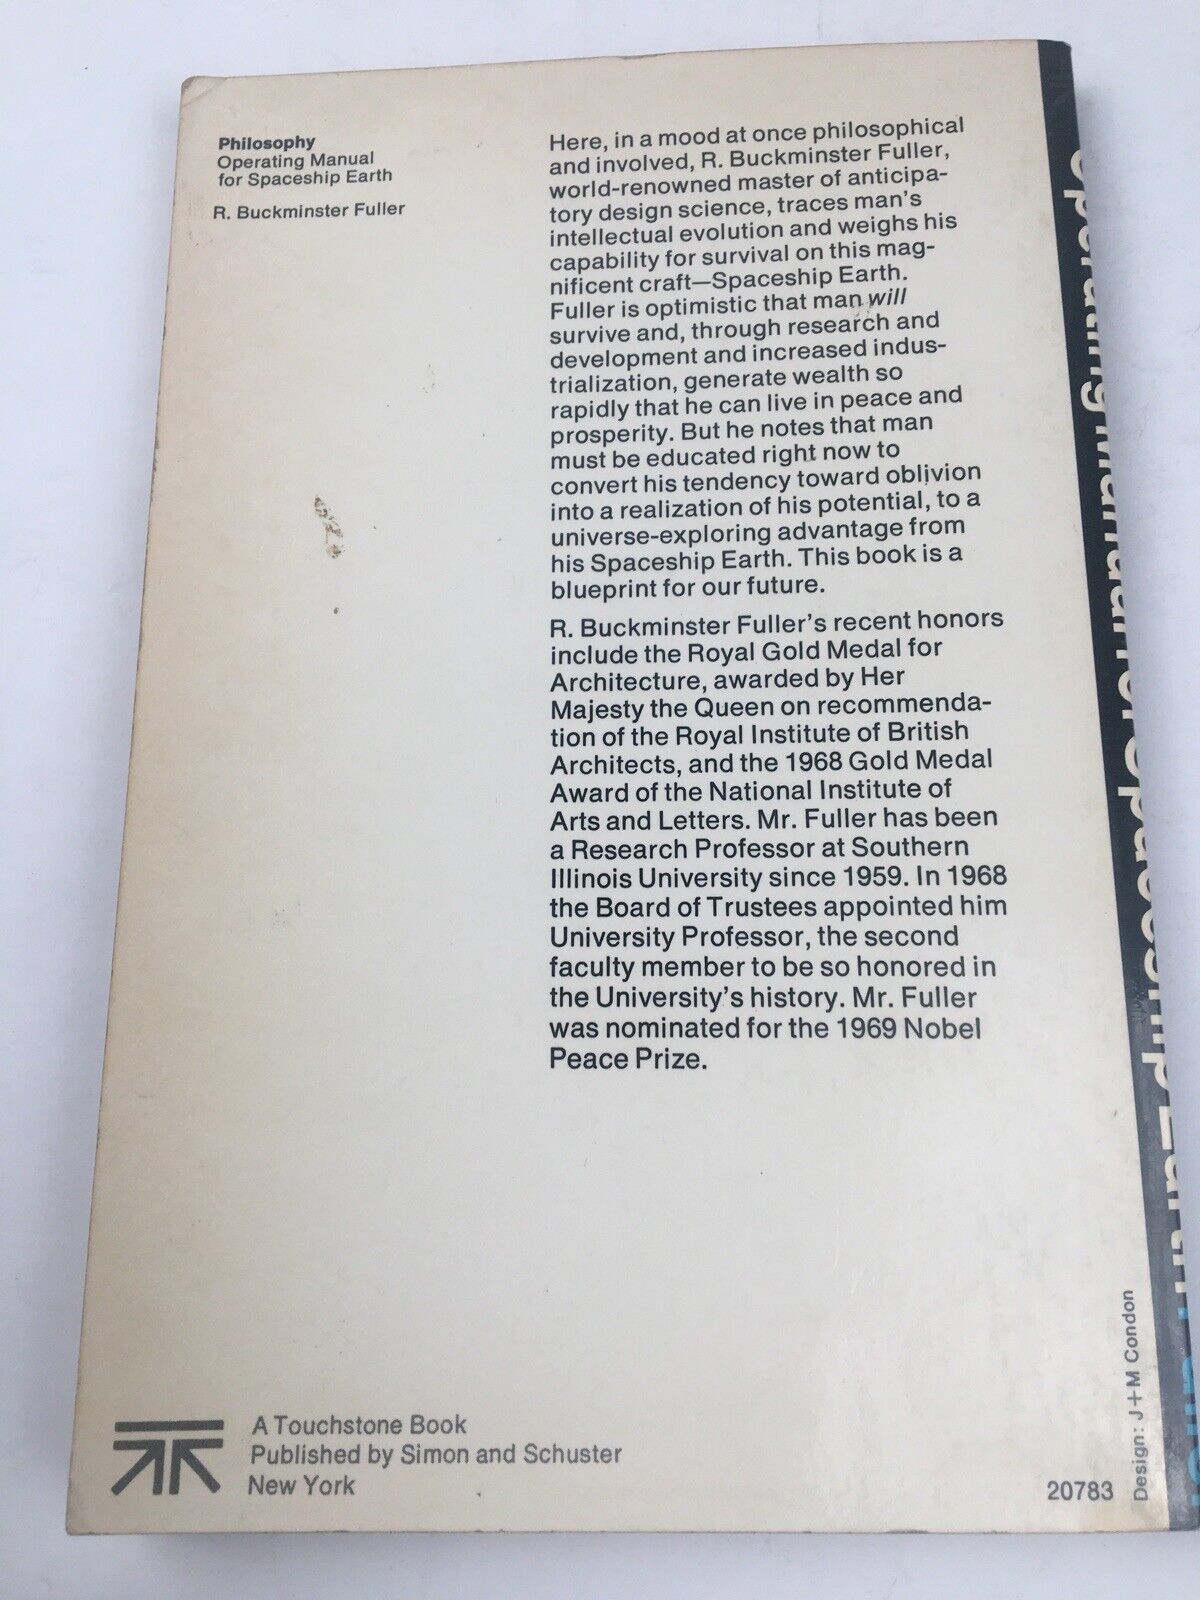 Philosophy
Operating Manual
for Spaceship Earth
R. Buckminster Fuller
Here, in a mood at once philosophical
and involved, R. Buckminster Fuller,
world-renowned master of anticipa-
tory design science, traces man's
intellectual evolution and weighs his
capability for survival on this mag-
nificent craft—Spaceship Earth.
Fuller is optimistic that man will
survive and, through research and
development and increased indus-
trialization, generate wealth so
rapidly that he can live in peace and
prosperity. But he notes that man
must be educated right now to
convert his tendency toward oblivion
into a realization of his potential, to a
universe-exploring advantage from
his Spaceship Earth. This book is a
blueprint for our future.
R. Buckminster Fuller's recent honors
include the Royal Gold Medal for
Architecture, awarded by Her
Majesty the Queen on recommenda-
tion of the Royal Institute of British
Architects, and the 1968 Gold Medal
Award of the National Institute of
Arts and Letters. Mr. Fuller has been
a Research Professor at Southern
Illinois University since 1959. In 1968
the Board of Trustees appointed him
University Professor, the second
faculty member to be so honored in
the University's history. Mr. Fuller
was nominated for the 1969 Nobel
Peace Prize.
A Touchstone Book
Published by Simon and Schuster
New York
20783
Design: J+M Condon
Operating Manual for Spaceship Earth